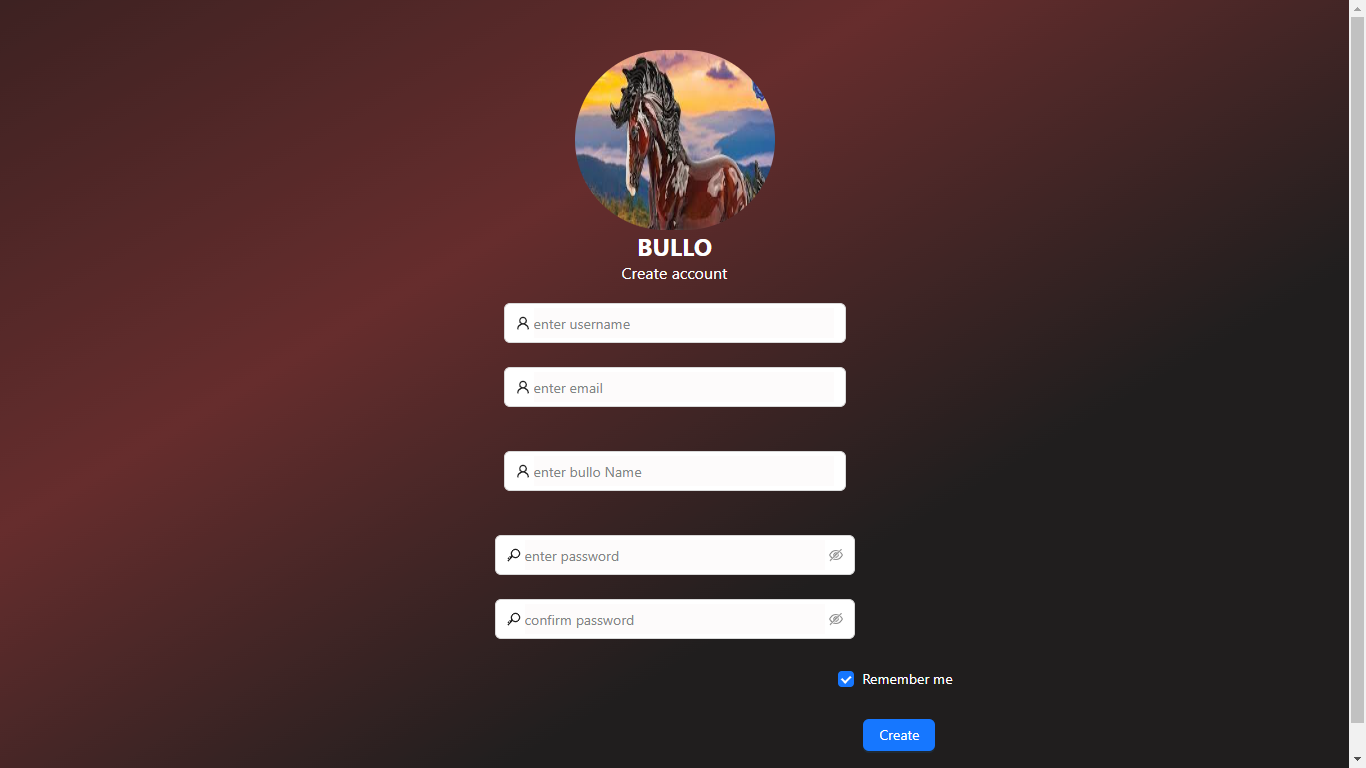 BULLO
Create account
enter username
enter email
enter bullo Name
enter password
confirm password
Remember me
Create